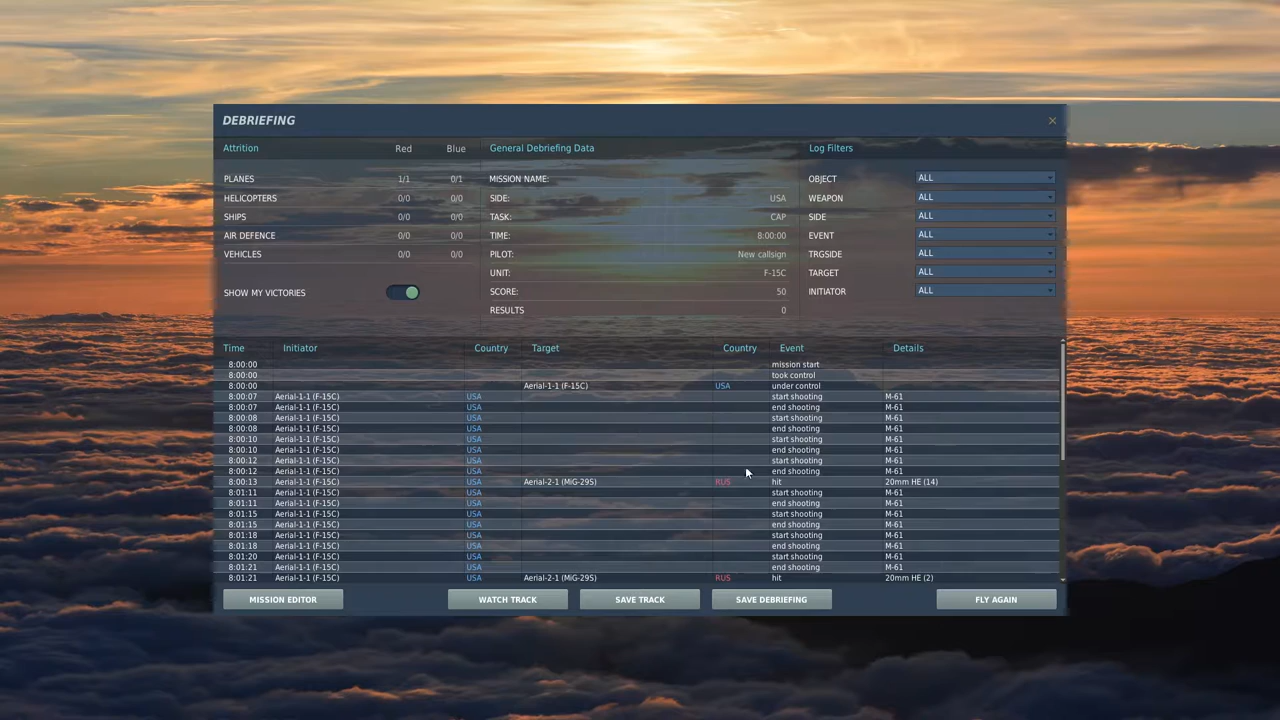 DEBRIEFING
Attrition Red Blue General Debriefing Data Log Filters
PLANES 1/1 0/1 MISSION NAME: OBJECT ALL
HELICOPTERS 0/0 0/0 SIDE: USA WEAPON ALL
SHIPS 0/0 0/0 TASK: CAP SIDE ALL
AIR DEFENCE 0/0 0/0 TIME: 8:00:00 EVENT ALL
VEHICLES 0/0 0/0 PILOT: New callsign TRGSIDE ALL
UNIT: F-15C TARGET ALL
SHOW MY VICTORIES SCORE: 50 INITIATOR ALL
RESULTS 0
Time Initiator Country Target Country Event Details
8:00:00 mission start
8:00:00 took control
8:00:00 Aerial-1-1 (F-15C) USA under control
8:00:07 Aerial-1-1 (F-15C) USA start shooting M-61
8:00:07 Aerial-1-1 (F-15C) USA end shooting M-61
8:00:08 Aerial-1-1 (F-15C) USA start shooting M-61
8:00:08 Aerial-1-1 (F-15C) USA end shooting M-61
8:00:10 Aerial-1-1 (F-15C) USA start shooting M-61
8:00:10 Aerial-1-1 (F-15C) USA end shooting M-61
8:00:12 Aerial-1-1 (F-15C) USA start shooting M-61
8:00:12 Aerial-1-1 (F-15C) USA end shooting M-61
8:00:13 Aerial-1-1 (F-15C) USA Aerial-2-1 (MiG-29S) RUS hit 20mm HE (14)
8:01:11 Aerial-1-1 (F-15C) USA start shooting M-61
8:01:11 Aerial-1-1 (F-15C) USA end shooting M-61
8:01:15 Aerial-1-1 (F-15C) USA start shooting M-61
8:01:15 Aerial-1-1 (F-15C) USA end shooting M-61
8:01:18 Aerial-1-1 (F-15C) USA start shooting M-61
8:01:18 Aerial-1-1 (F-15C) USA end shooting M-61
8:01:20 Aerial-1-1 (F-15C) USA start shooting M-61
8:01:21 Aerial-1-1 (F-15C) USA end shooting M-61
8:01:21 Aerial-1-1 (F-15C) USA Aerial-2-1 (MiG-29S) RUS hit 20mm HE (2)
MISSION EDITOR WATCH TRACK SAVE TRACK SAVE DEBRIEFING FLY AGAIN